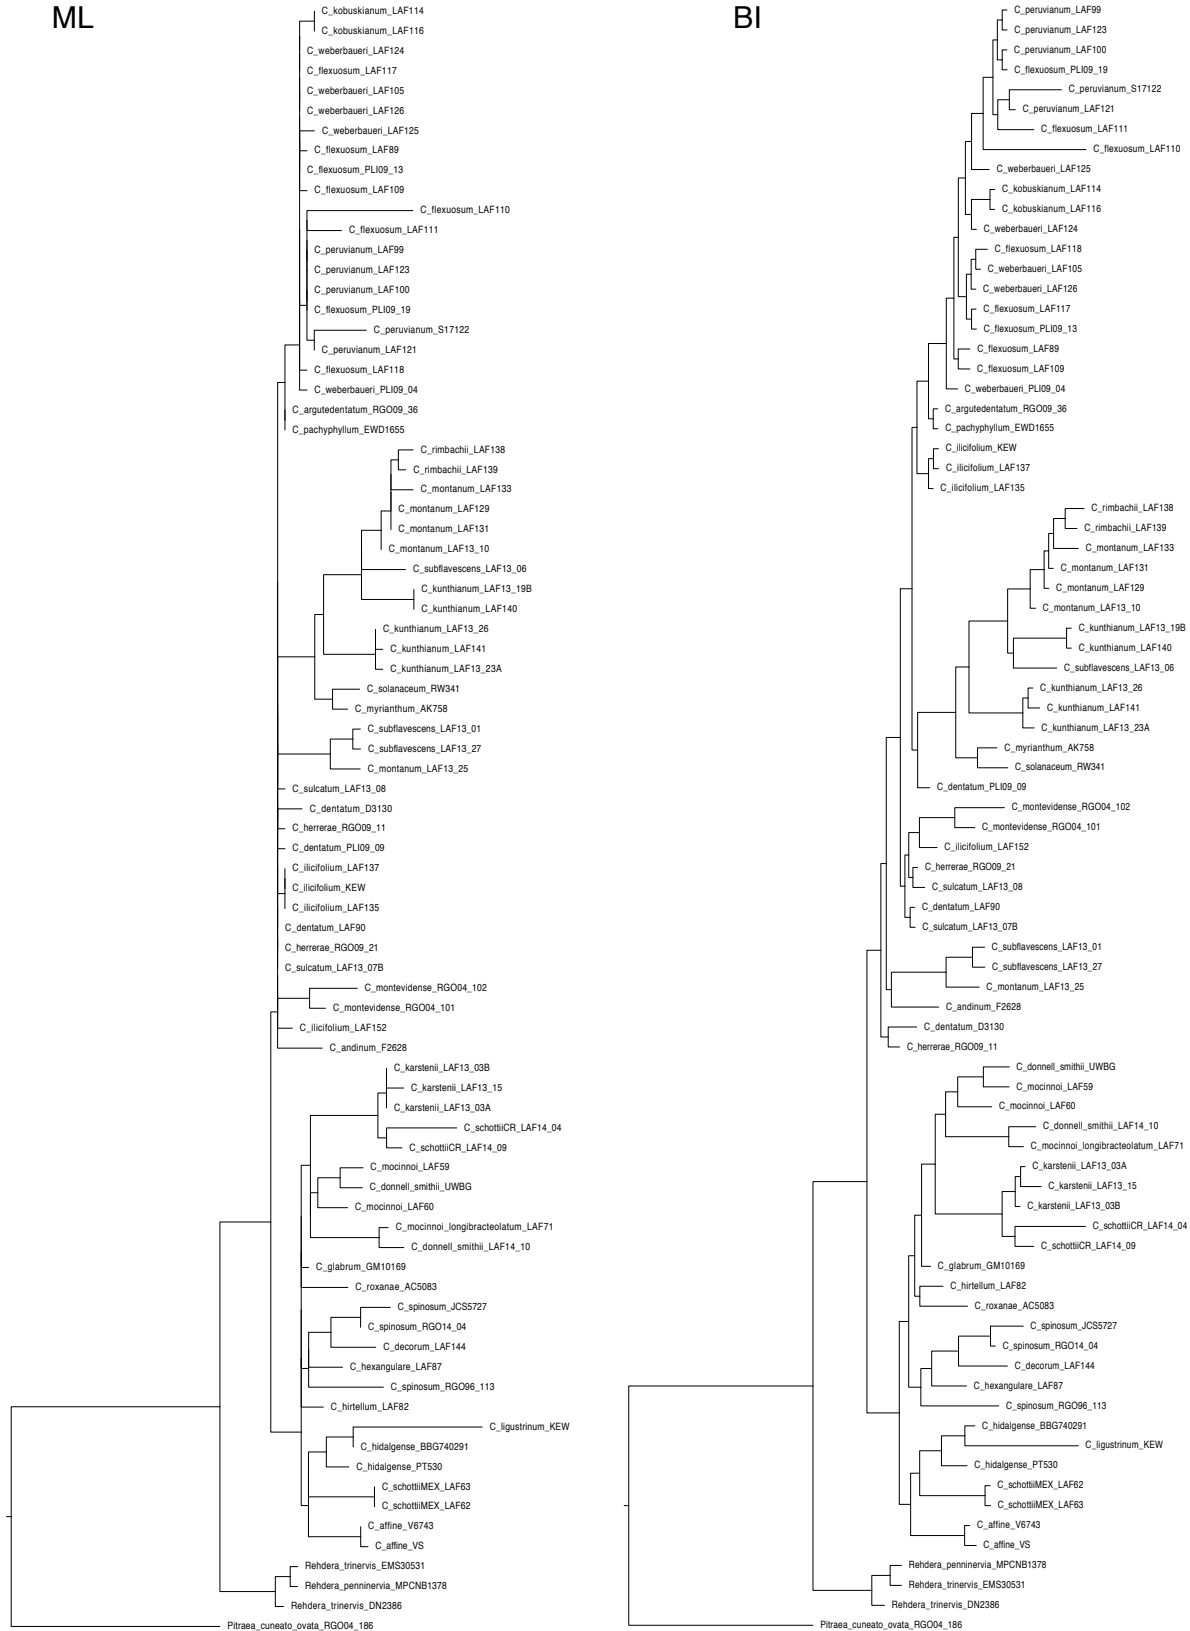 ML
C_kobuskianum_LAF114
C_kobuskianum_LAF116
C_weberbaueri_LAF124
C_flexuosum_LAF117
C_weberbaueri_LAF105
C_weberbaueri_LAF126
C_weberbaueri_LAF125
C_flexuosum_LAF89
C_flexuosum_PLI09_13
C_flexuosum_LAF109
C_flexuosum_LAF110
C_flexuosum_LAF111
C_peruvianum_LAF99
C_peruvianum_LAF123
C_peruvianum_LAF100
C_flexuosum_PLI09_19
C_peruvianum_S17122
C_peruvianum_LAF121
C_flexuosum_LAF118
C_weberbaueri_PLI09_04
C_argutedentatum_RGO09_36
C_pachyphyllum_EWD1655
C_rimbachii_LAF138
C_rimbachii_LAF139
C_montanum_LAF133
C_montanum_LAF129
C_montanum_LAF131
C_montanum_LAF13_10
C_subflavescens_LAF13_06
C_kunthianum_LAF13_19B
C_kunthianum_LAF140
C_kunthianum_LAF13_26
C_kunthianum_LAF141
C_kunthianum_LAF13_23A
C_solanaceum_RW341
C_myrianthum_AK758
C_subflavescens_LAF13_01
C_subflavescens_LAF13_27
C_montanum_LAF13_25
C_sulcatum_LAF13_08
C_dentatum_D3130
C_herrerae_RGO09_11
C_dentatum_PLI09_09
C_ilicifolium_LAF137
C_ilicifolium_KEW
C_ilicifolium_LAF135
C_dentatum_LAF90
C_herrerae_RGO09_21
C_sulcatum_LAF13_07B
C_montevidense_RGO04_102
C_montevidense_RGO04_101
C_ilicifolium_LAF152
C_andinum_F2628
C_karstenii_LAF13_03B
C_karstenii_LAF13_15
C_karstenii_LAF13_03A
C_schottiiCR_LAF14_04
C_schottiiCR_LAF14_09
C_mocinnoi_LAF59
C_donnell_smithii_UWBG
C_mocinnoi_LAF60
C_mocinnoi_longibracteolatum_LAF71
C_donnell_smithii_LAF14_10
C_glabrum_GM10169
C_roxanae_AC5083
C_spinosum_JCS5727
C_spinosum_RGO14_04
C_decorum_LAF144
C_hexangulare_LAF87
C_spinosum_RGO96_113
C_hirtellum_LAF82
C_ligustrinum_KEW
C_hidalgense_BBG740291
C_hidalgense_PT530
C_schottiiMEX_LAF63
C_schottiiMEX_LAF62
C_affine_V6743
C_affine_VS
Rehdera_trinervis_EMS30531
Rehdera_penninervia_MPCNB1378
Rehdera_trinervis_DN2386
Pitraea_cuneato_ovata_RGO04_186
BI
C_peruvianum_LAF99
C_peruvianum_LAF123
C_peruvianum_LAF100
C_flexuosum_PLI09_19
C_peruvianum_S17122
C_peruvianum_LAF121
C_flexuosum_LAF111
C_flexuosum_LAF110
C_weberbaueri_LAF125
C_kobuskianum_LAF114
C_kobuskianum_LAF116
C_weberbaueri_LAF124
C_flexuosum_LAF118
C_weberbaueri_LAF105
C_weberbaueri_LAF126
C_flexuosum_LAF117
C_flexuosum_PLI09_13
C_flexuosum_LAF89
C_flexuosum_LAF109
C_weberbaueri_PLI09_04
C_argutedentatum_RGO09_36
C_pachyphyllum_EWD1655
C_ilicifolium_KEW
C_ilicifolium_LAF137
C_ilicifolium_LAF135
C_rimbachii_LAF138
C_rimbachii_LAF139
C_montanum_LAF133
C_montanum_LAF131
C_montanum_LAF129
C_montanum_LAF13_10
C_kunthianum_LAF13_19B
C_kunthianum_LAF140
C_subflavescens_LAF13_06
C_kunthianum_LAF13_26
C_kunthianum_LAF141
C_kunthianum_LAF13_23A
C_myrianthum_AK758
C_solanaceum_RW341
C_dentatum_PLI09_09
C_montevidense_RGO04_102
C_montevidense_RGO04_101
C_ilicifolium_LAF152
C_herrerae_RGO09_21
C_sulcatum_LAF13_08
C_dentatum_LAF90
C_sulcatum_LAF13_07B
C_subflavescens_LAF13_01
C_subflavescens_LAF13_27
C_montanum_LAF13_25
C_andinum_F2628
C_dentatum_D3130
C_herrerae_RGO09_11
C_donnell_smithii_UWBG
C_mocinnoi_LAF59
C_mocinnoi_LAF60
C_donnell_smithii_LAF14_10
C_mocinnoi_longibracteolatum_LAF71
C_karstenii_LAF13_03A
C_karstenii_LAF13_15
C_karstenii_LAF13_03B
C_schottiiCR_LAF14_04
C_schottiiCR_LAF14_09
C_glabrum_GM10169
C_hirtellum_LAF82
C_roxanae_AC5083
C_spinosum_JCS5727
C_spinosum_RGO14_04
C_decorum_LAF144
C_hexangulare_LAF87
C_spinosum_RGO96_113
C_hidalgense_BBG740291
C_ligustrinum_KEW
C_hidalgense_PT530
C_schottiiMEX_LAF62
C_schottiiMEX_LAF63
C_affine_V6743
C_affine_VS
Rehdera_penninervis_MPCNB1378
Rehdera_trinervis_EMS30531
Rehdera_trinervis_DN2386
Pitraea_cuneato_ovata_RGO04_186